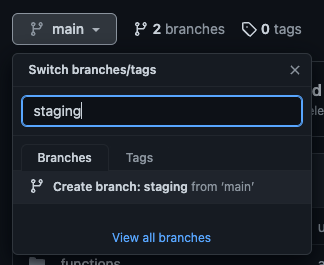 main
2 branches
0 tags
Switch branches/tags
staging
Branches
Tags
Create branch: staging from 'main'
View all branches
functions